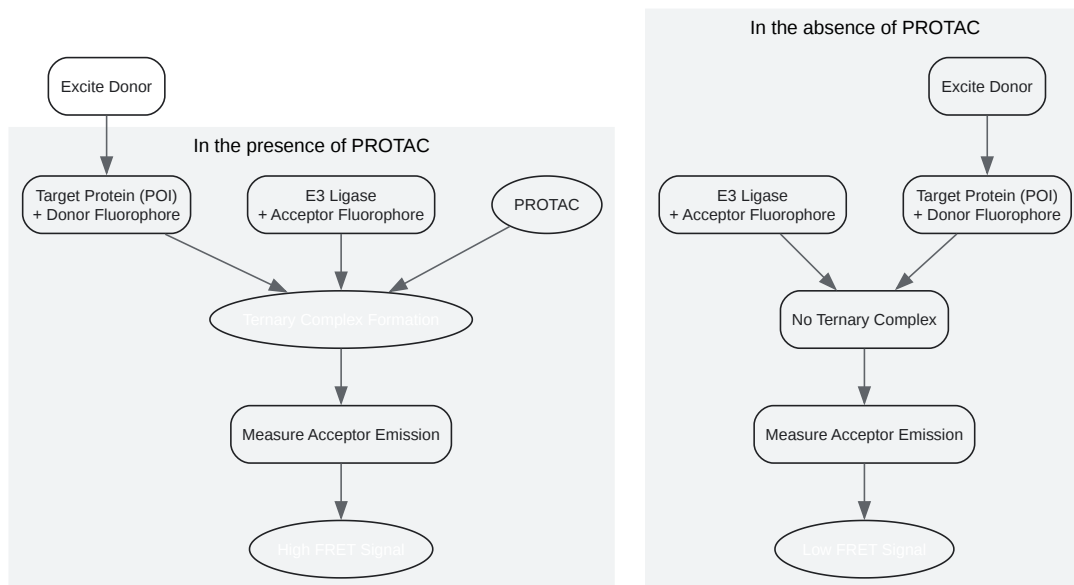 In the presence of PROTAC
Excite Donor
Target Protein (POI)
+ Donor Fluorophore
E3 Ligase
+ Acceptor Fluorophore
PROTAC
Ternary Complex Formation
Measure Acceptor Emission
High FRET Signal
In the absence of PROTAC
Excite Donor
E3 Ligase
+ Acceptor Fluorophore
Target Protein (POI)
+ Donor Fluorophore
No Ternary Complex
Measure Acceptor Emission
Low FRET Signal